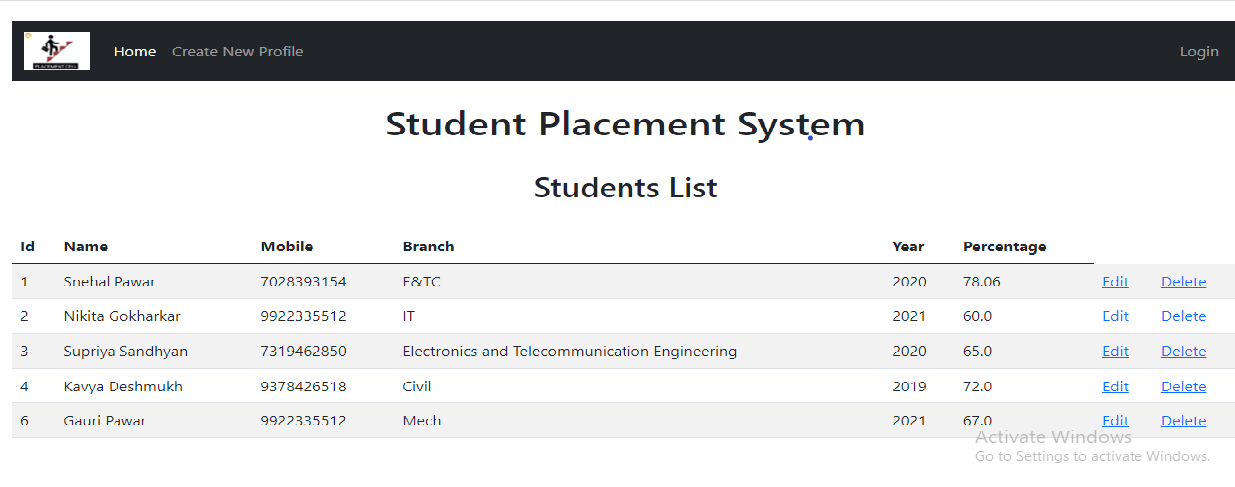 PLACEMENT CELL
Home Create New Profile Login
Student Placement System
Students List
Id Name Mobile Branch Year Percentage
1 Snehal Pawar 7028393154 E&TC 2020 78.06 Edit Delete
2 Nikita Gokharkar 9922335512 IT 2021 60.0 Edit Delete
3 Supriya Sandhyan 7319462850 Electronics and Telecommunication Engineering 2020 65.0 Edit Delete
4 Kavya Deshmukh 9378426518 Civil 2019 72.0 Edit Delete
6 Gauri Pawar 9922335512 Mech 2021 67.0 Edit Delete
Activate Windows
Go to Settings to activate Windows.